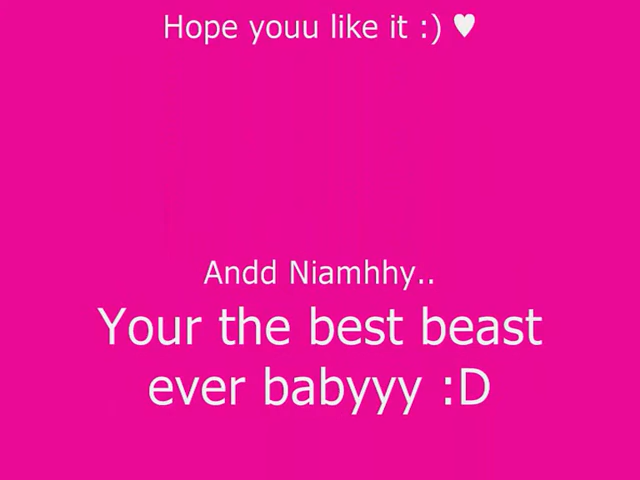 Hope youu like it :) ♥
Andd Niamhhy..
Your the best beast
ever babyyy :D